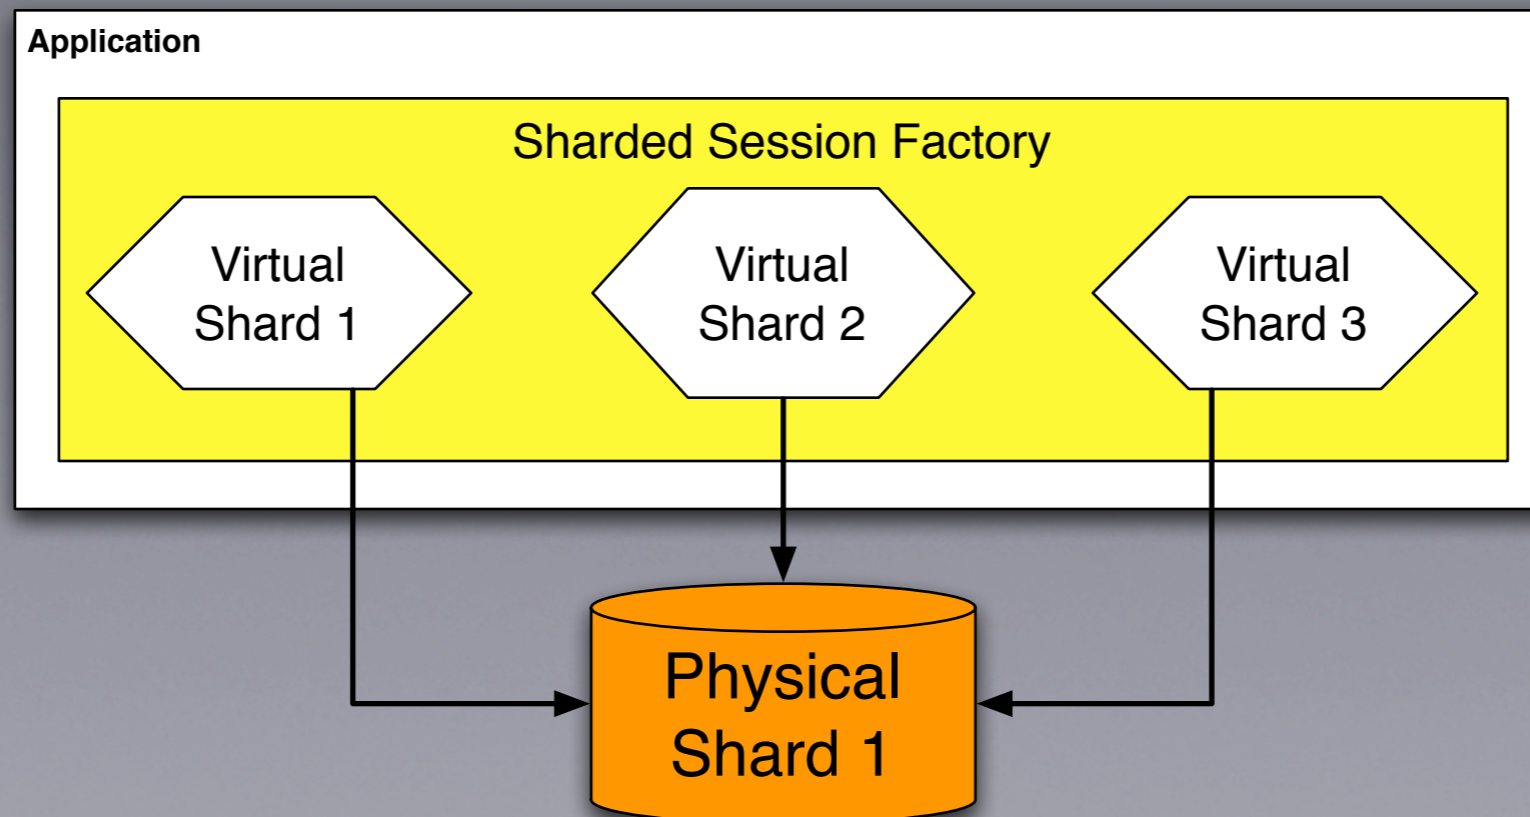 Application
Sharded Session Factory
Virtual
Shard 1
Virtual
Shard 2
Virtual
Shard 3
Physical
Shard 1